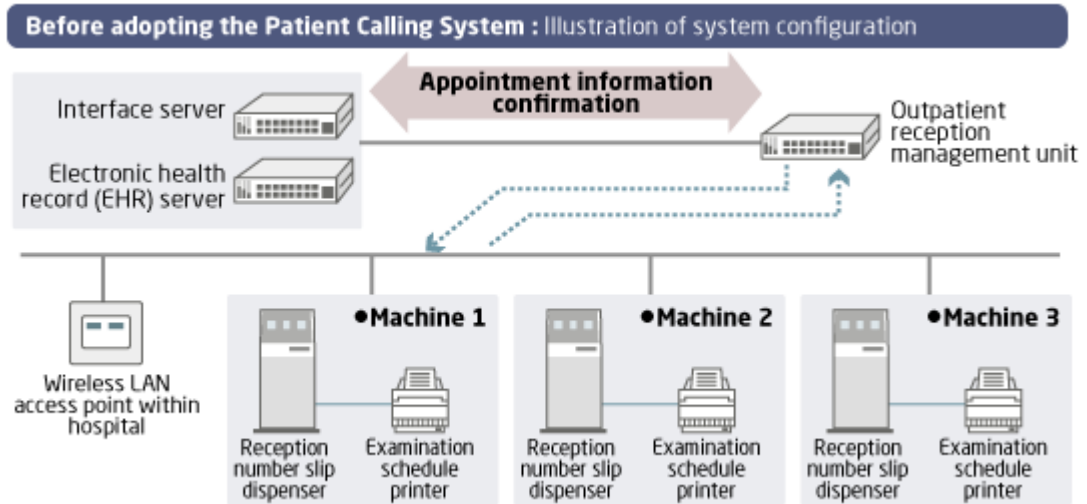 Before adopting the Patient Calling System : Illustration of system configuration
Interface server
Electronic health
record (EHR) server
Appointment information
confirmation
Outpatient
reception
management unit
Wireless LAN
access point within
hospital
●Machine 1
Reception
number slip
dispenser
Examination
schedule
printer
●Machine 2
Reception
number slip
dispenser
Examination
schedule
printer
●Machine 3
Reception
number slip
dispenser
Examination
schedule
printer